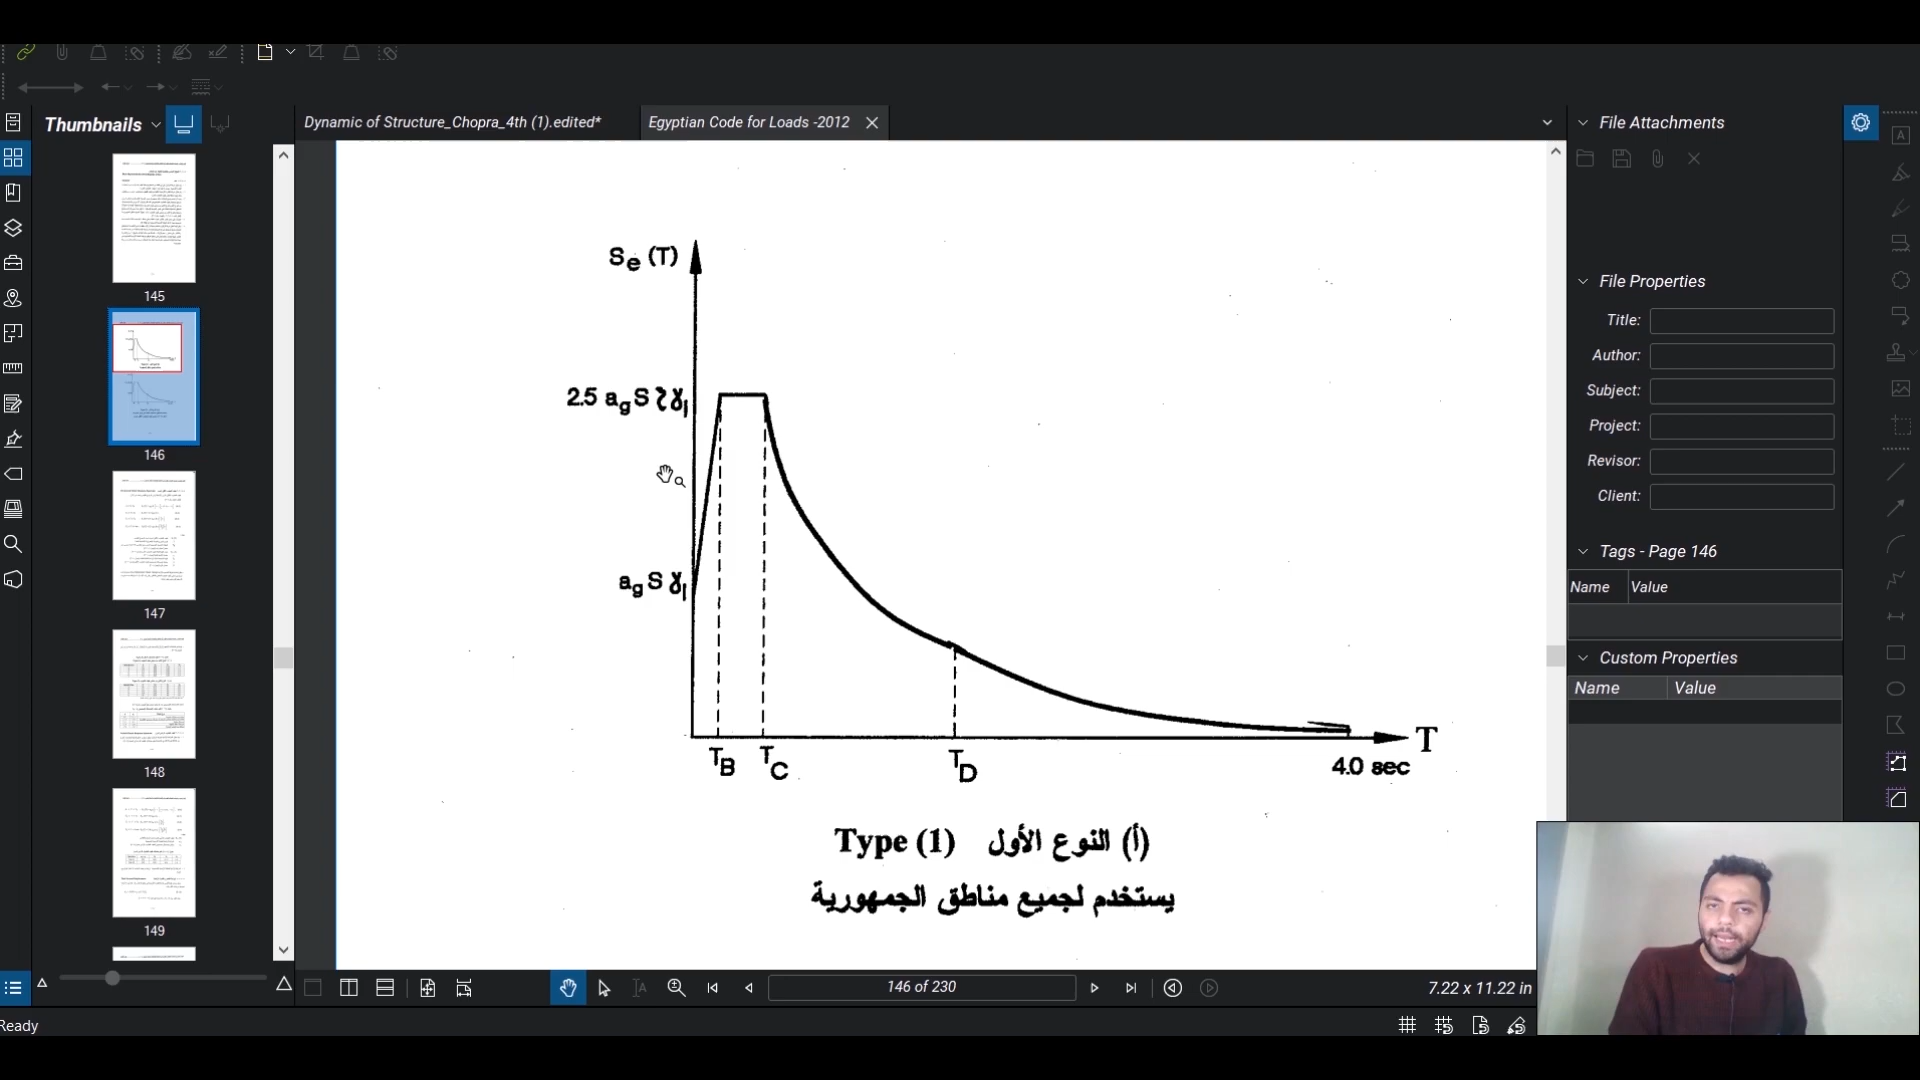 Thumbnails
145
146
147
148
149
Dynamic of Structure_Chopra_4th (1).edited*
Egyptian Code for Loads -2012
Se (T)
2.5 ag S γI
ag S γI
TB
TC
TD
T
4.0 sec
(أ) النوع الأول Type (1)
يستخدم لجميع مناطق الجمهورية
146 of 230
7.22 x 11.22 in
File Attachments
File Properties
Title:
Author:
Subject:
Project:
Revisor:
Client:
Tags - Page 146
Name Value
Custom Properties
Name Value
Ready